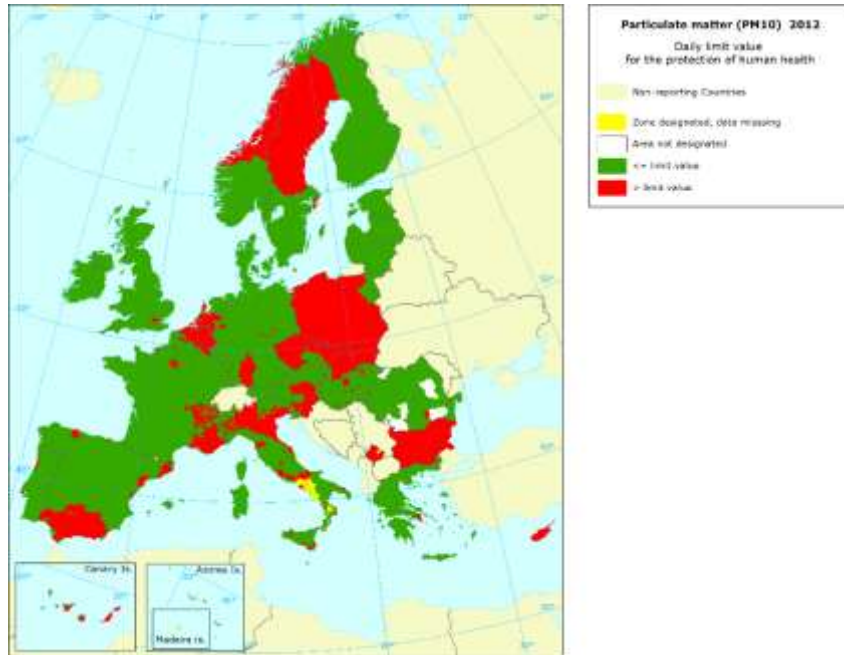 Particulate matter (PM10) 2012
Daily limit value
for the protection of human health
Non-reporting Countries
Zone designated, data missing
Area not designated
<= limit value
> limit value
Canary Is.
Azores Is.
Madeira is.